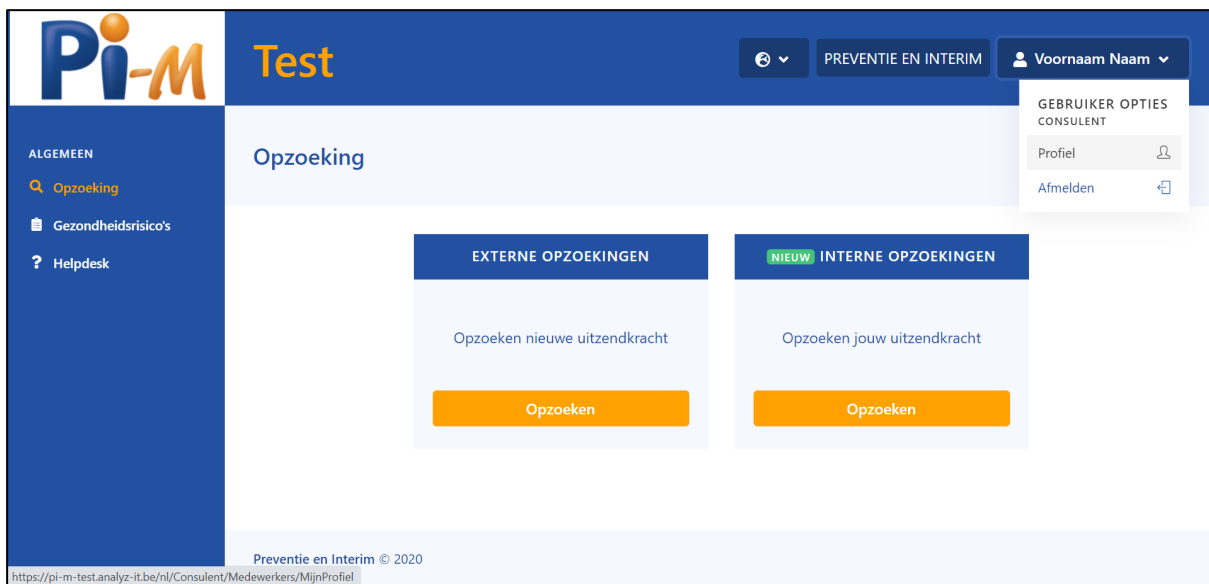 Pi-M
Test
PREVENTIE EN INTERIM
Voornaam Naam
GEBRUIKER OPTIES
CONSULENT
Profiel
Afmelden
ALGEMEEN
Opzoeking
Gezondheidsrisico's
Helpdesk
Opzoeking
EXTERNE OPZOEKINGEN
Opzoeken nieuwe uitzendkracht
Opzoeken
NIEUW INTERNE OPZOEKINGEN
Opzoeken jouw uitzendkracht
Opzoeken
Preventie en Interim © 2020
https://pi-m-test.analyz-it.be/nl/Consulent/Medewerkers/MijnProfiel